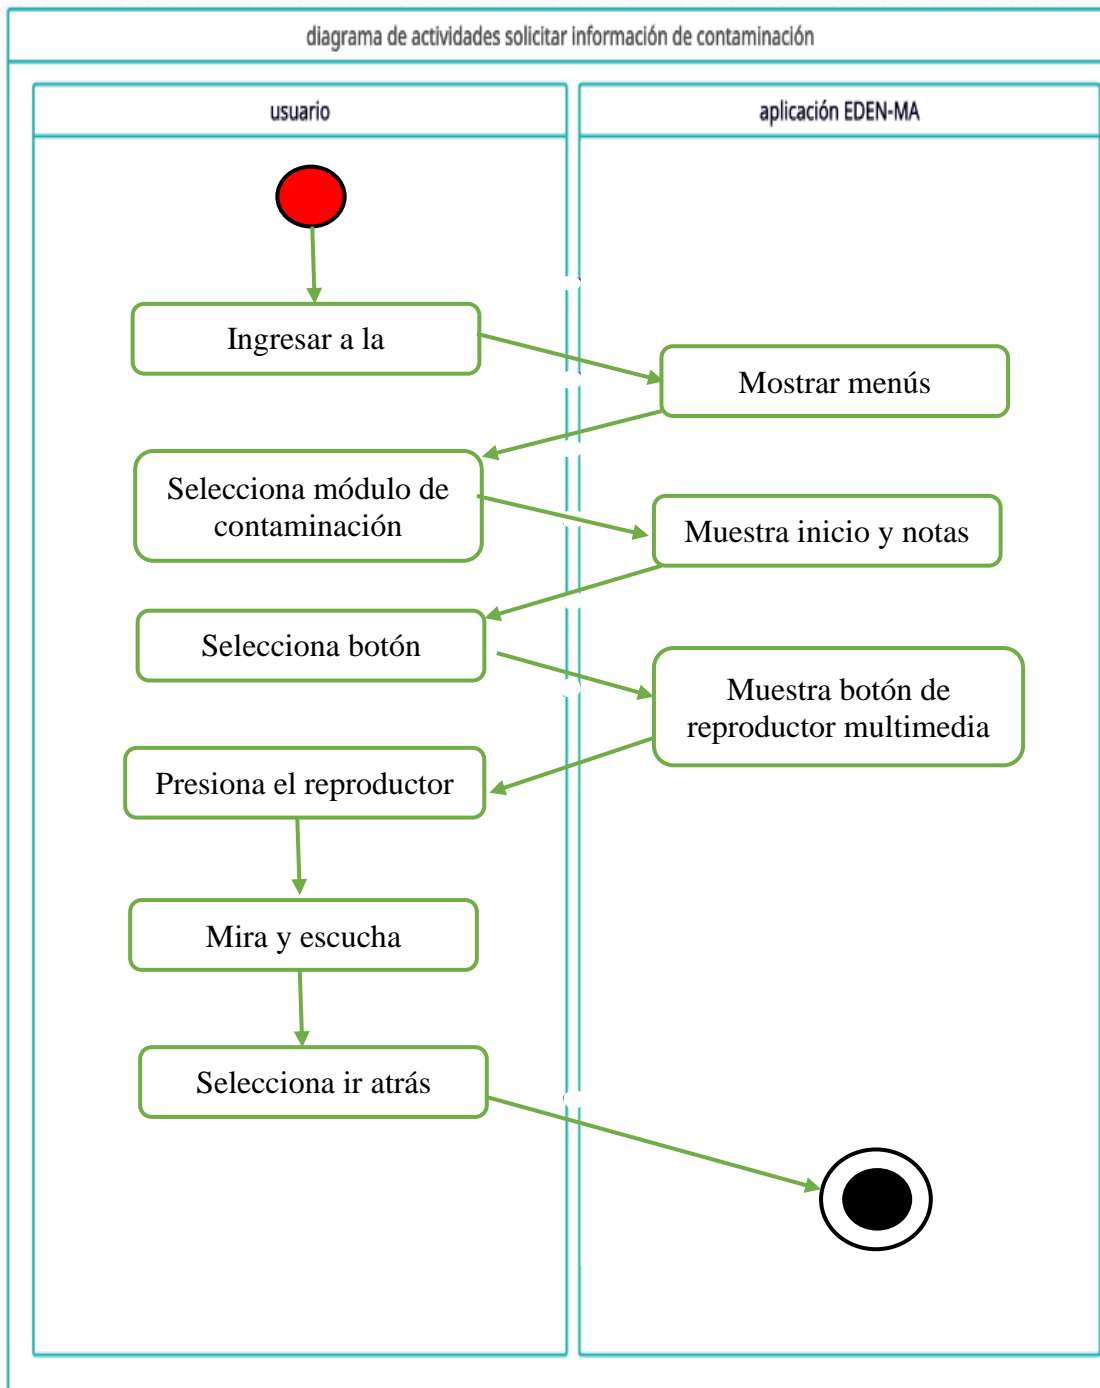 diagrama de actividades solicitar información de contaminación
usuario
aplicación EDEN-MA
Ingresar a la
Mostrar menús
Selecciona módulo de
contaminación
Muestra inicio y notas
Selecciona botón
Muestra botón de
reproductor multimedia
Presiona el reproductor
Mira y escucha
Selecciona ir atrás